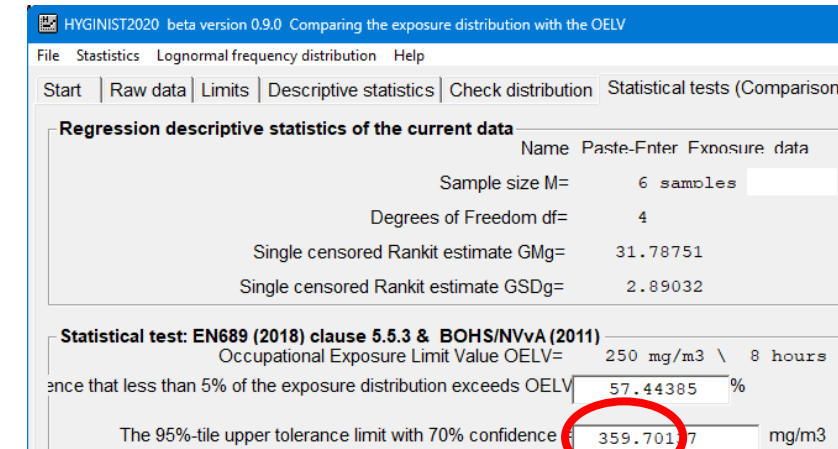 HYGINIST2020 beta version 0.9.0 Comparing the exposure distribution with the OELV
File Stastistics Lognormal frequency distribution Help
Start Raw data Limits Descriptive statistics Check distribution Statistical tests (Comparison
Regression descriptive statistics of the current data
Name Paste-Enter Exposure data
Sample size M= 6 samples
Degrees of Freedom df= 4
Single censored Rankit estimate GMg= 31.78751
Single censored Rankit estimate GSDg= 2.89032
Statistical test: EN689 (2018) clause 5.5.3 & BOHS/NVvA (2011)
Occupational Exposure Limit Value OELV= 250 mg/m3 \ 8 hours
ence that less than 5% of the exposure distribution exceeds OELV 57.44385 %
The 95%-tile upper tolerance limit with 70% confidence = 359.70137 mg/m3